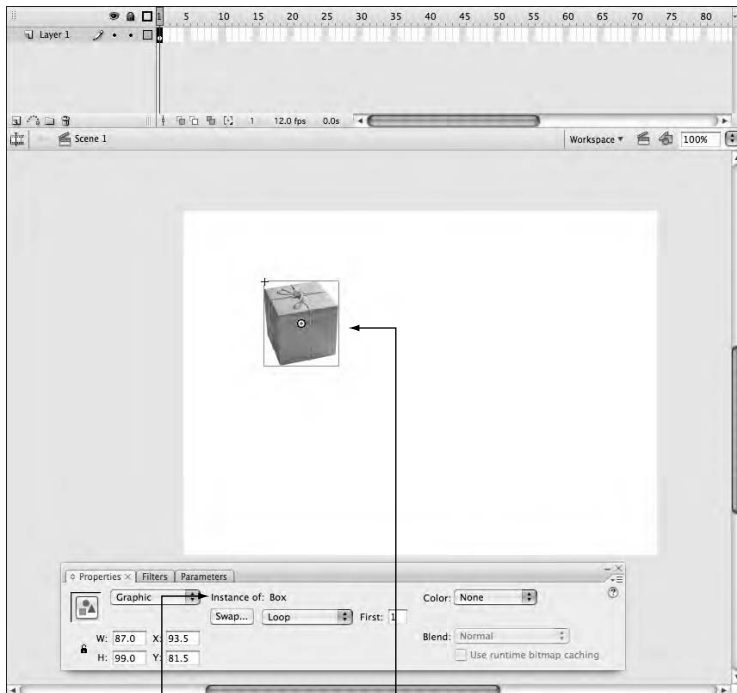 1 5 10 15 20 25 30 35 40 45 50 55 60 65 70 75 80
Layer 1
1 12.0 fps 0.0s
Scene 1 Workspace 100%
Properties × Filters Parameters
Graphic Instance of: Box Color: None
Swap... Loop First: 1
W: 87.0 X: 93.5 Blend: Normal
H: 99.0 Y: 81.5 Use runtime bitmap caching